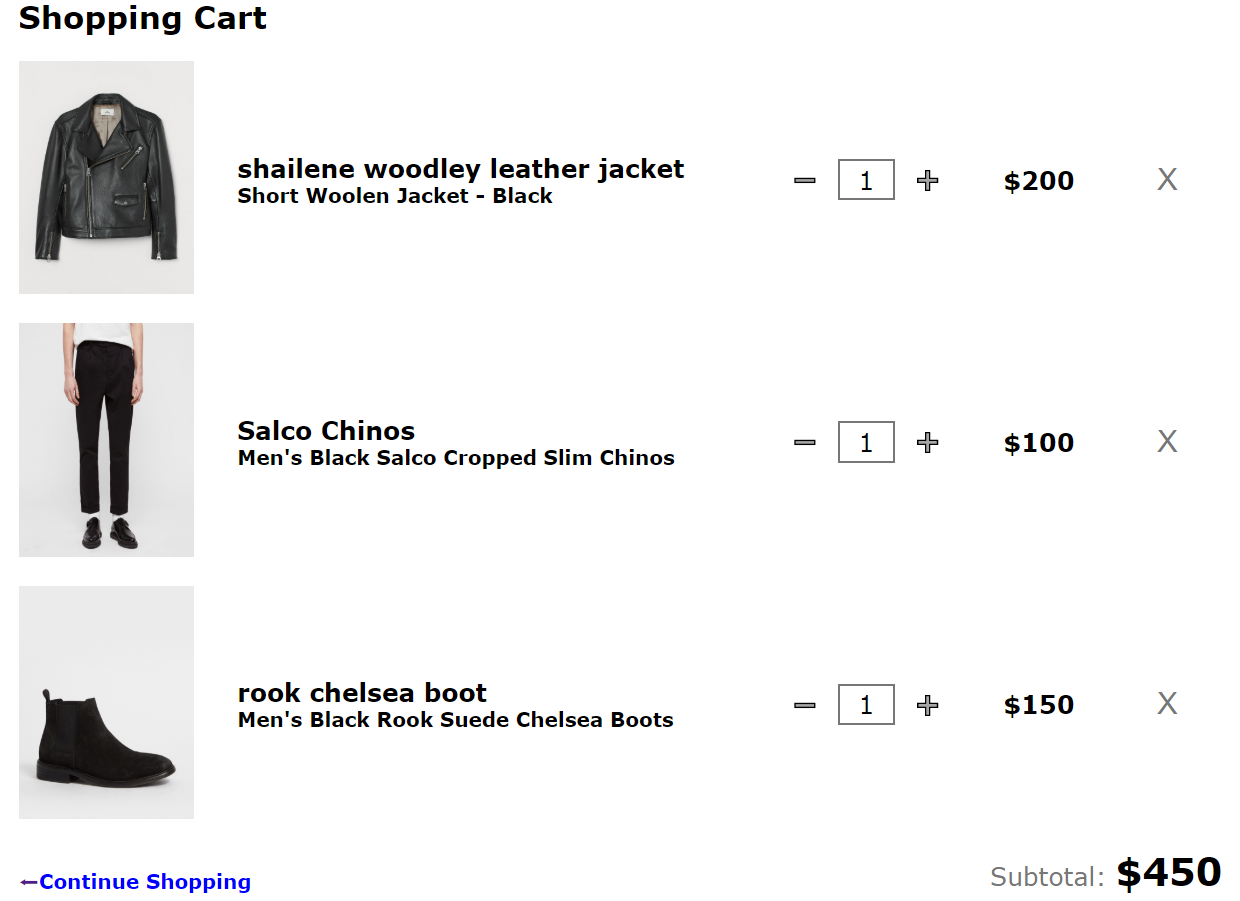 Shopping Cart
shailene woodley leather jacket
Short Woolen Jacket - Black
− 1 + $200 X
Salco Chinos
Men's Black Salco Cropped Slim Chinos
− 1 + $100 X
rook chelsea boot
Men's Black Rook Suede Chelsea Boots
− 1 + $150 X
←Continue Shopping
Subtotal: $450